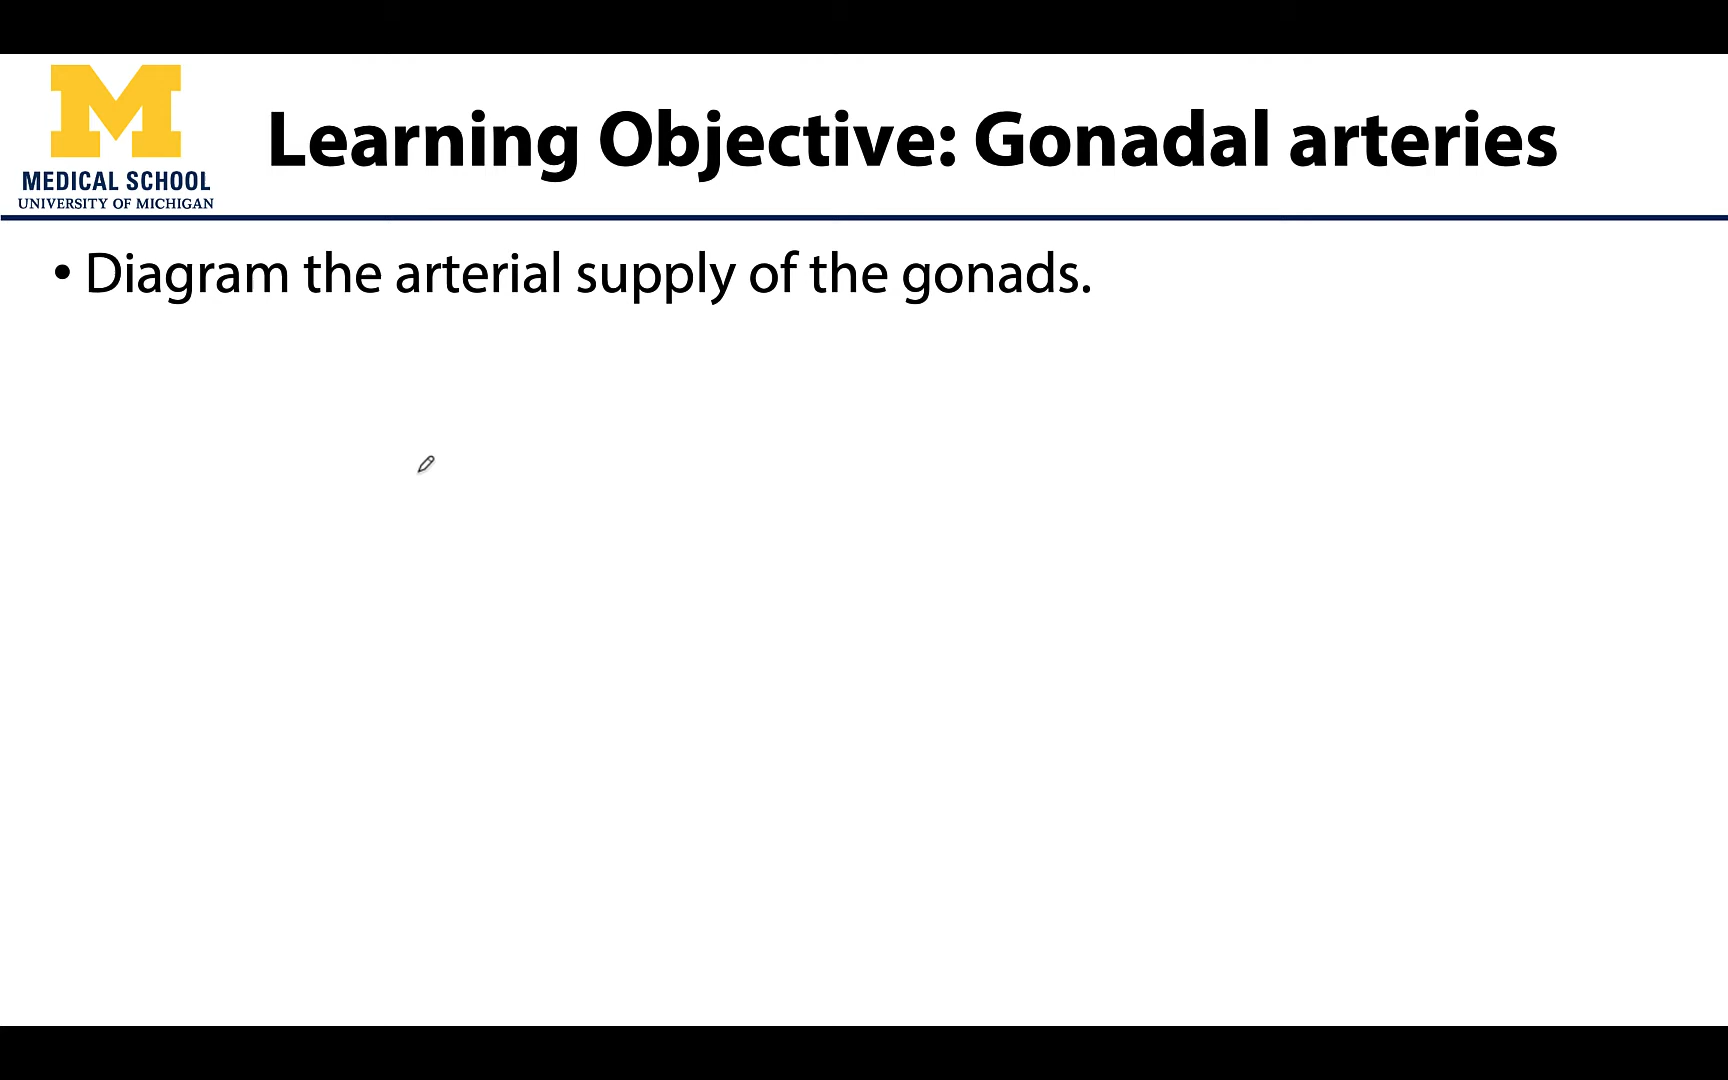 M
MEDICAL SCHOOL
UNIVERSITY OF MICHIGAN
Learning Objective: Gonadal arteries
• Diagram the arterial supply of the gonads.